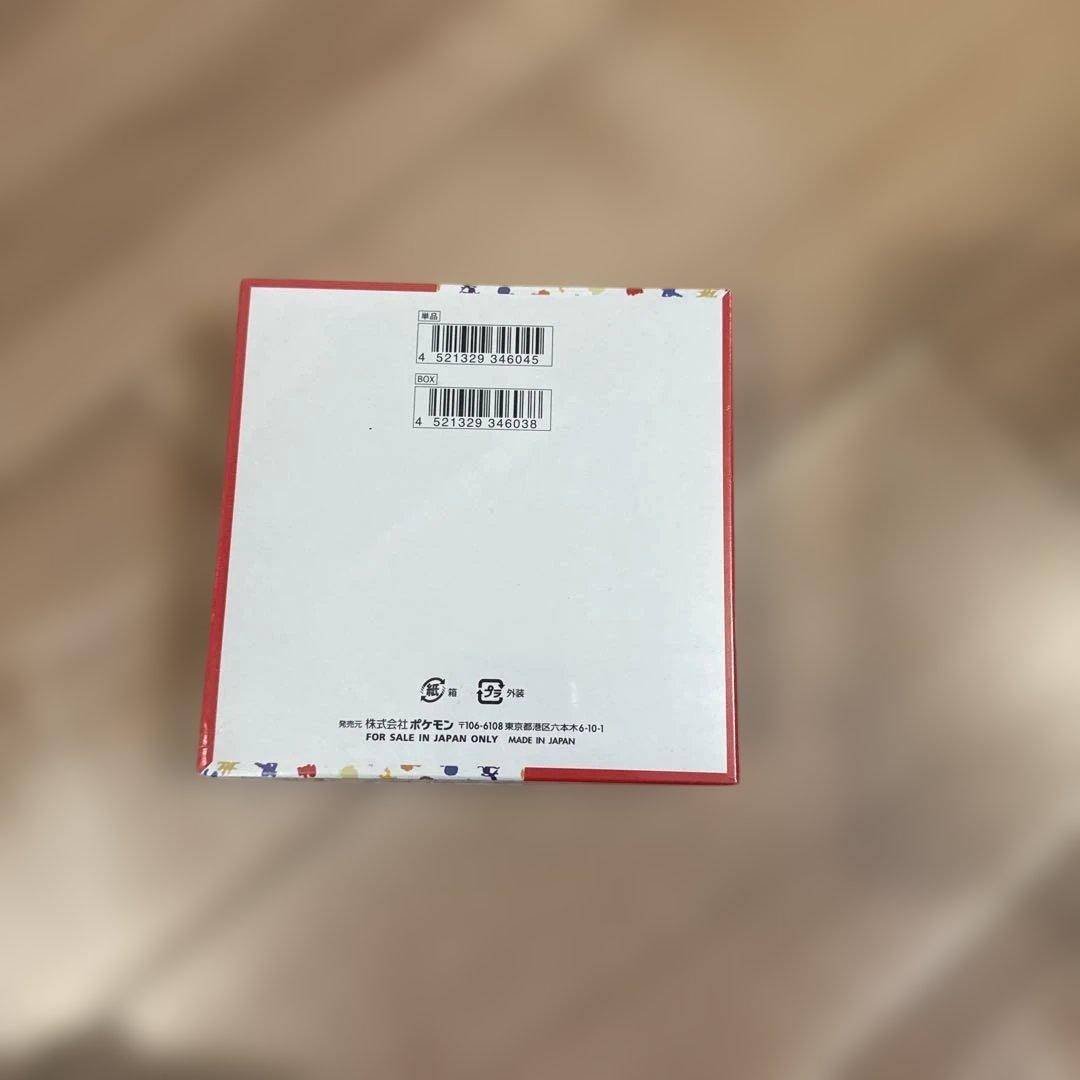 単品
4 521329 346045
BOX
4 521329 346038
紙 箱 プラ 外装
発売元 株式会社 ポケモン 〒106-6108 東京都港区六本木6-10-1
FOR SALE IN JAPAN ONLY MADE IN JAPAN